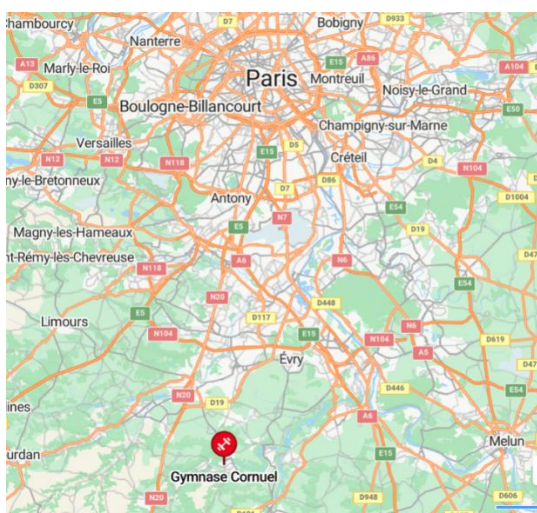 Chambourcy
D7
Bobigny
D933
Nanterre
E15
A86
A13
Marly-le-Roi
Paris
Montreuil
A104
D307
Noisy-le-Grand
E5
Boulogne-Billancourt
E50
Champigny-sur-Marne
Versailles
D5
N12
N12
N118
E15
Créteil
D4
N104
ny-le-Bretonneux
D7
D86
Antony
D1004
N7
E54
E5
Magny-les-Hameaux
D19
nt-Rémy-lès-Chevreuse
A6
N6
D47
N118
E54
N20
D448
E5
D117
Limours
N104
E15
N104
N6
D619
Évry
A5
D47
N20
D446
E54
ines
D19
A6
Melun
urdan
E15
Gymnase Cornuel
N20
D948
D606